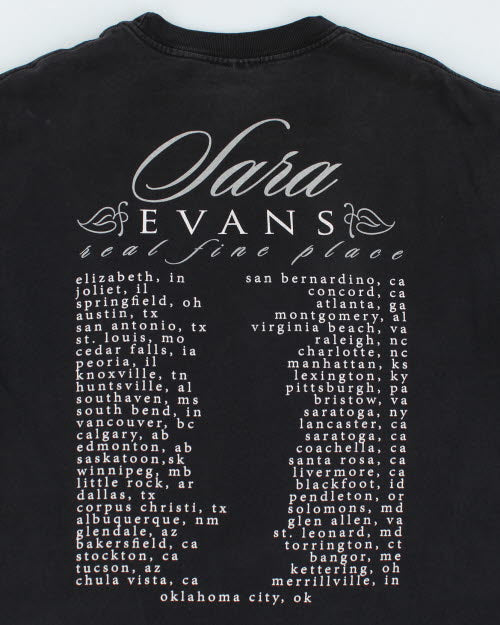 Sara
EVANS
real fine place
elizabeth, in
joliet, il
springfield, oh
austin, tx
san antonio, tx
st. louis, mo
cedar falls, ia
peoria, il
knoxville, tn
huntsville, al
southaven, ms
south bend, in
vancouver, bc
calgary, ab
edmonton, ab
saskatoon,sk
winnipeg, mb
little rock, ar
dallas, tx
corpus christi, tx
albuquerque, nm
glendale, az
bakersfield, ca
stockton, ca
tucson, az
chula vista, ca
san bernardino, ca
concord, ca
atlanta, ga
montgomery, al
virginia beach, va
raleigh, nc
charlotte, nc
manhattan, ks
lexington, ky
pittsburgh, pa
bristow, va
saratoga, ny
lancaster, ca
saratoga, ca
coachella, ca
santa rosa, ca
livermore, ca
blackfoot, id
pendleton, or
solomons, md
glen allen, va
st. leonard, md
torrington, ct
bangor, me
kettering, oh
merrillville, in
oklahoma city, ok